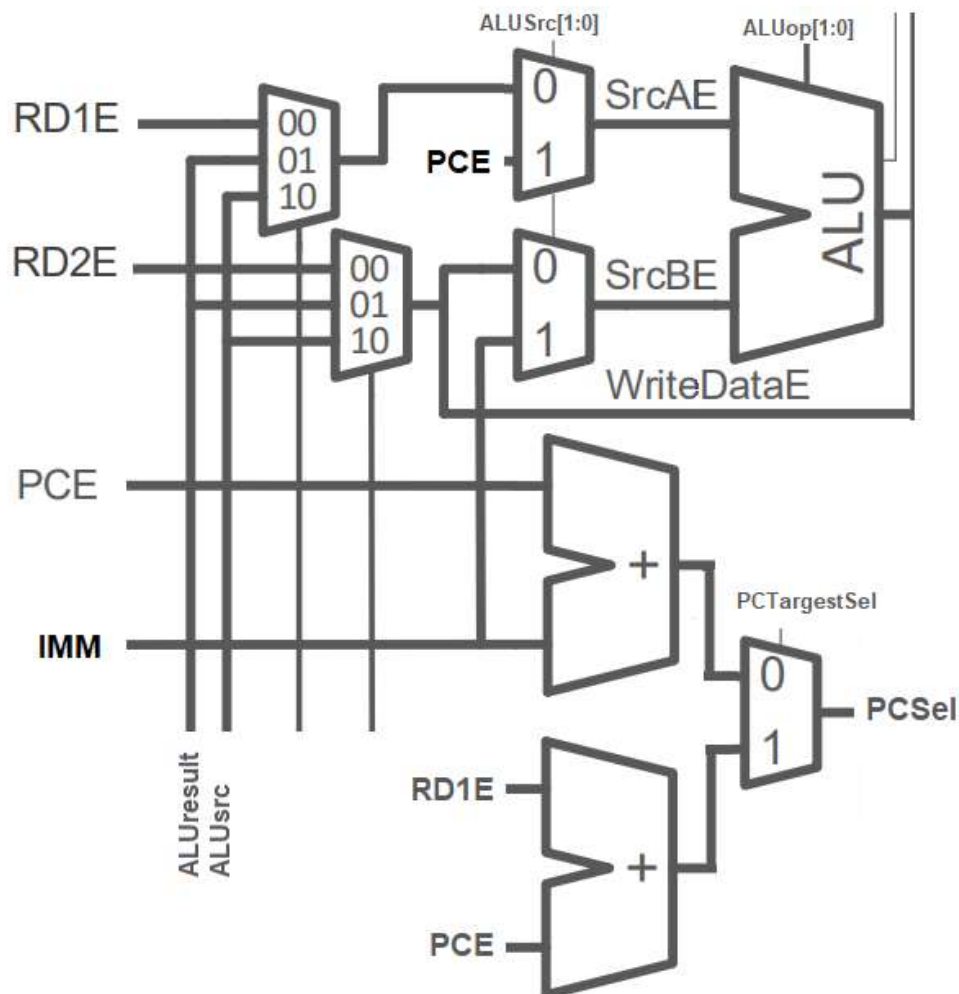 ALUSrc[1:0]
ALUop[1:0]
RD1E
00
01
10
0
PCE
1
SrcAE
ALU
RD2E
00
01
10
0
1
SrcBE
WriteDataE
PCE
+
IMM
PCTargestSel
0
1
PCSel
ALUresult
ALUsrc
RD1E
+
PCE